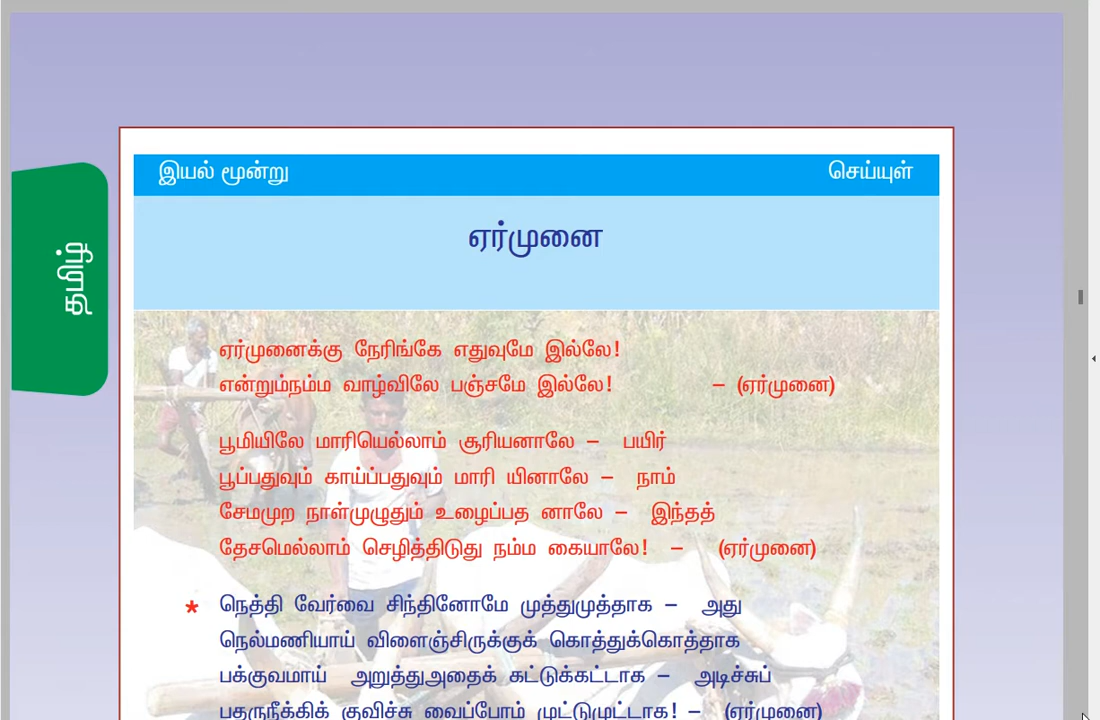 இயல் மூன்று செய்யுள்
ஏர்முனை
தமிழ்
ஏர்முனைக்கு நேரிங்கே எதுவுமே இல்லே!
என்றும்நம்ம வாழ்விலே பஞ்சமே இல்லே! – (ஏர்முனை)
பூமியிலே மாரியெல்லாம் சூரியனாலே – பயிர்
பூப்பதுவும் காய்ப்பதுவும் மாரி யினாலே – நாம்
சேமமுற நாள்முழுதும் உழைப்பத னாலே – இந்தத்
தேசமெல்லாம் செழித்திடுது நம்ம கையாலே! – (ஏர்முனை)
* நெத்தி வேர்வை சிந்தினோமே முத்துமுத்தாக – அது
நெல்மணியாய் விளைஞ்சிருக்குக் கொத்துக்கொத்தாக
பக்குவமாய் அறுத்துஅதைக் கட்டுக்கட்டாக – அடிச்சுப்
பதருநீக்கிக் குவிச்சு வைப்போம் முட்டுமுட்டாக! – (ஏர்முனை)